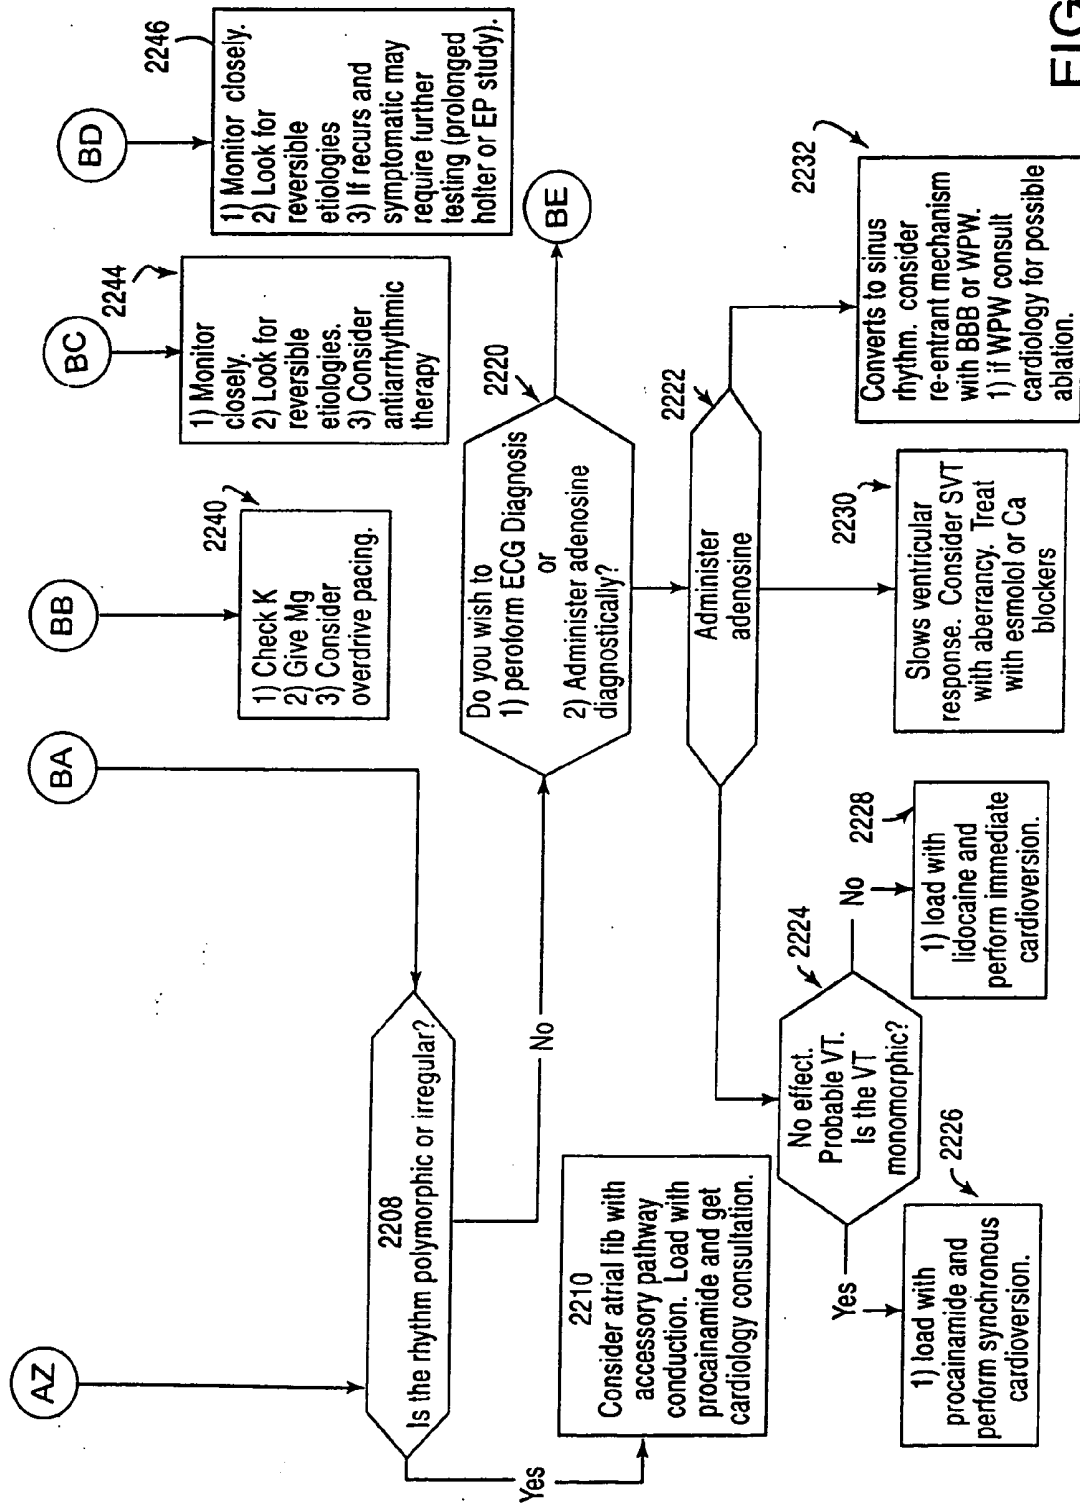 AZ
BA
BB
BC
BD
2208
Is the rhythm polymorphic or irregular?
Yes
No
2210
Consider atrial fib with
accessory pathway
conduction. Load with
procainamide and get
cardiology consultation.
2240
1) Check K
2) Give Mg
3) Consider
overdrive pacing.
2244
1) Monitor
closely.
2) Look for
reversible
etiologies.
3) Consider
antiarrhythmic
therapy
2246
1) Monitor closely.
2) Look for
reversible
etiologies
3) If recurs and
symptomatic may
require further
testing (prolonged
holter or EP study).
2220
Do you wish to
1) peroform ECG Diagnosis
or
2) Administer adenosine
diagnostically?
BE
2222
Administer
adenosine
2224
No effect.
Probable VT.
Is the VT
monomorphic?
Yes
No
2226
1) load with
procainamide and
perform synchronous
cardioversion.
2228
1) load with
lidocaine and
perform immediate
cardioversion.
2230
Slows ventricular
response. Consider SVT
with aberrancy. Treat
with esmolol or Ca
blockers
2232
Converts to sinus
rhythm. consider
re-entrant mechanism
with BBB or WPW.
1) if WPW consult
cardiology for possible
ablation.
FIG